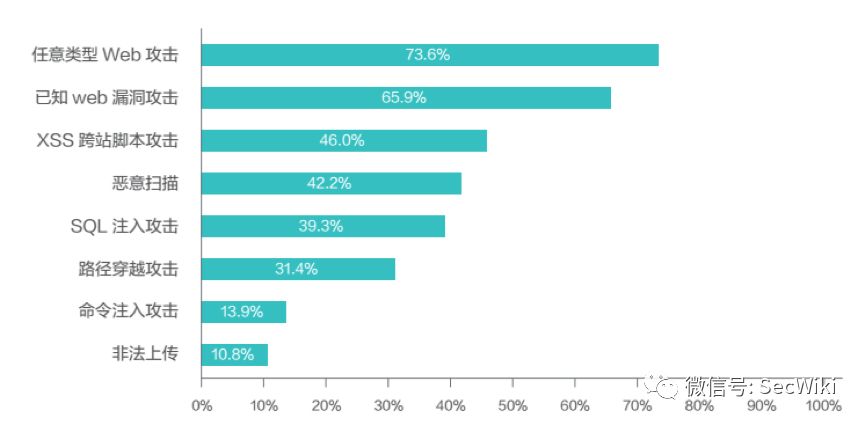 任意类型 Web 攻击
73.6%
已知 web 漏洞攻击
65.9%
XSS 跨站脚本攻击
46.0%
恶意扫描
42.2%
SQL 注入攻击
39.3%
路径穿越攻击
31.4%
命令注入攻击
13.9%
非法上传
10.8%
微信号: SecWiki
0% 10% 20% 30% 40% 50% 60% 70% 80% 90% 100%